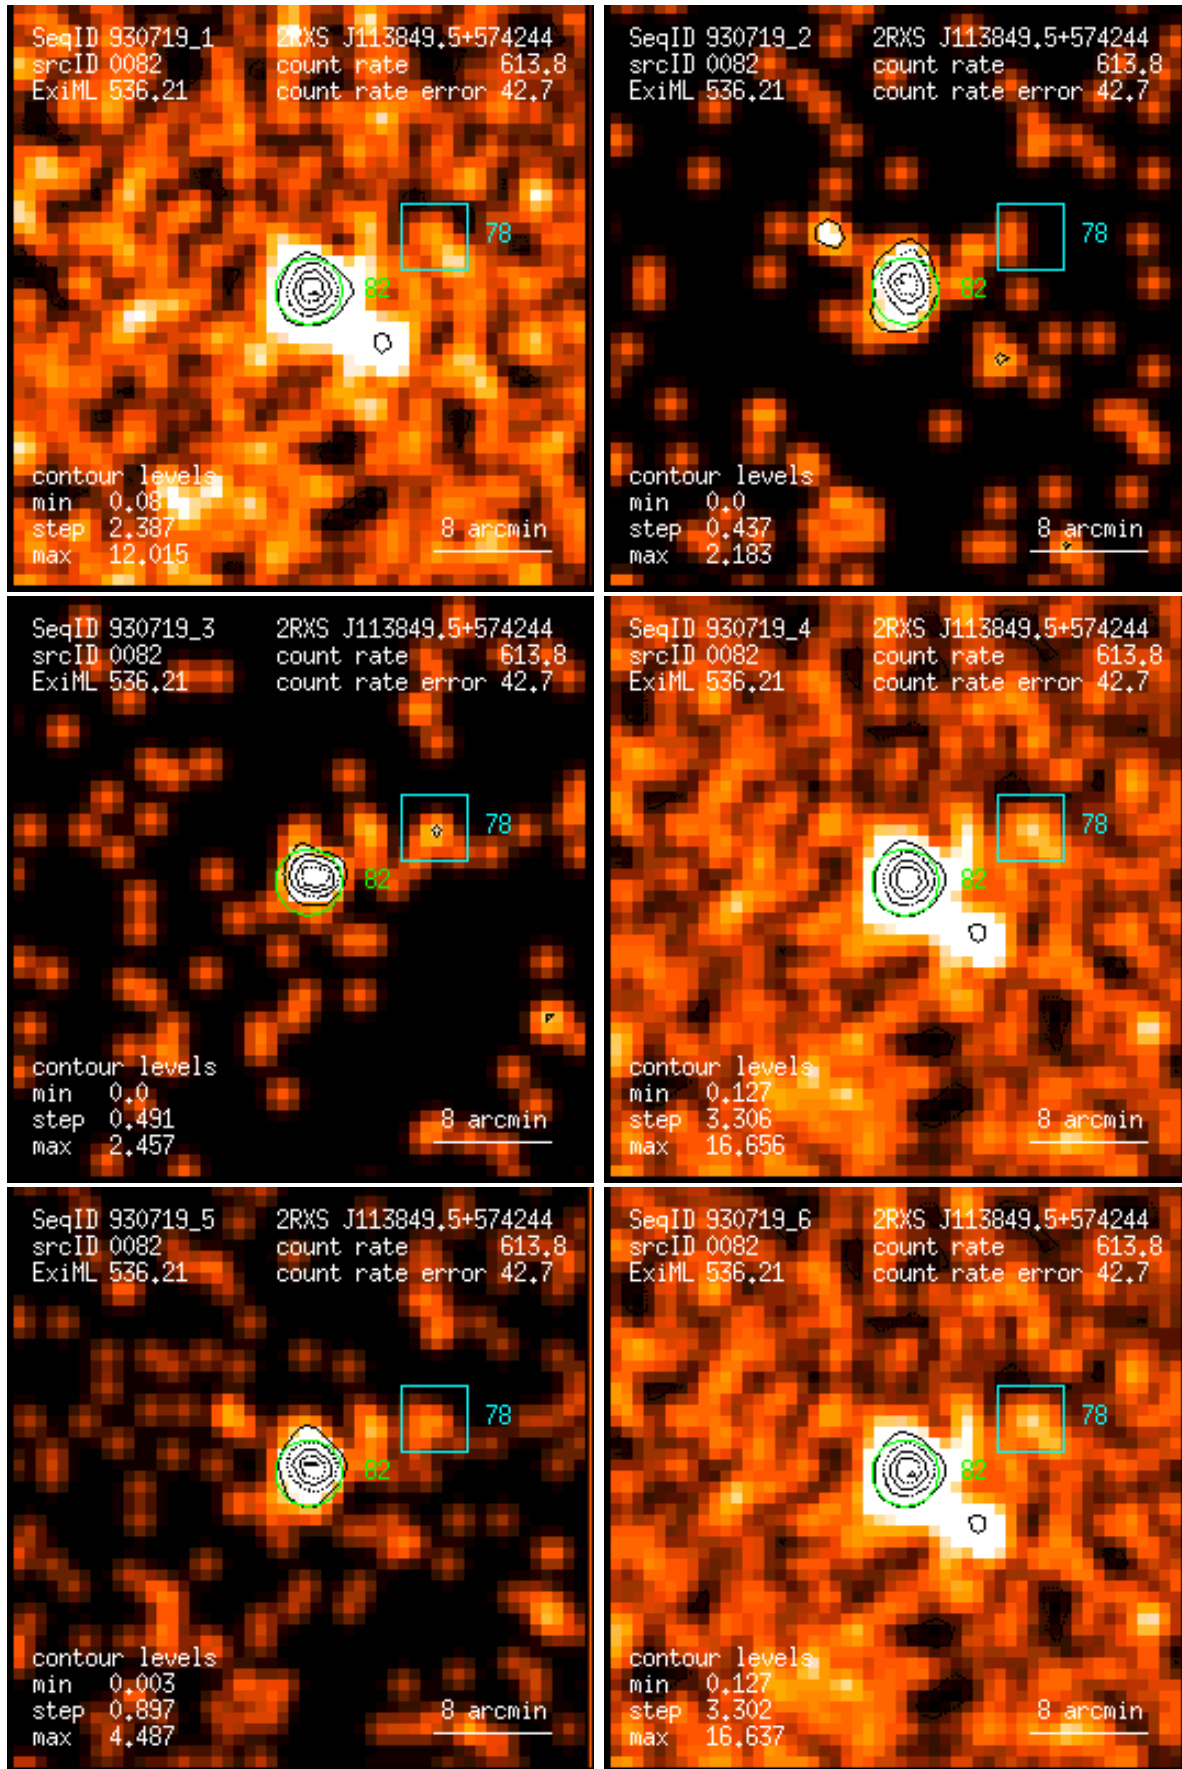 SeqID 930719_1 2RXS J113849.5+574244
srcID 0082 count rate 613.8
ExiML 536.21 count rate error 42.7
78
82
contour levels
min 0.08
step 2.387 8 arcmin
max 12.015
SeqID 930719_2 2RXS J113849.5+574244
srcID 0082 count rate 613.8
ExiML 536.21 count rate error 42.7
78
82
contour levels
min 0.0
step 0.437 8 arcmin
max 2.183
SeqID 930719_3 2RXS J113849.5+574244
srcID 0082 count rate 613.8
ExiML 536.21 count rate error 42.7
78
82
contour levels
min 0.0
step 0.491 8 arcmin
max 2.457
SeqID 930719_4 2RXS J113849.5+574244
srcID 0082 count rate 613.8
ExiML 536.21 count rate error 42.7
78
82
contour levels
min 0.127
step 3.306 8 arcmin
max 16.656
SeqID 930719_5 2RXS J113849.5+574244
srcID 0082 count rate 613.8
ExiML 536.21 count rate error 42.7
78
82
contour levels
min 0.003
step 0.897 8 arcmin
max 4.487
SeqID 930719_6 2RXS J113849.5+574244
srcID 0082 count rate 613.8
ExiML 536.21 count rate error 42.7
78
82
contour levels
min 0.127
step 3.302 8 arcmin
max 16.637